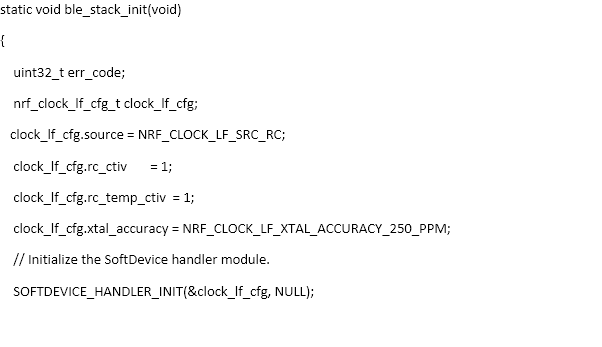 static void ble_stack_init(void)
{
uint32_t err_code;
nrf_clock_lf_cfg_t clock_lf_cfg;
clock_lf_cfg.source = NRF_CLOCK_LF_SRC_RC;
clock_lf_cfg.rc_ctiv = 1;
clock_lf_cfg.rc_temp_ctiv = 1;
clock_lf_cfg.xtal_accuracy = NRF_CLOCK_LF_XTAL_ACCURACY_250_PPM;
// Initialize the SoftDevice handler module.
SOFTDEVICE_HANDLER_INIT(&clock_lf_cfg, NULL);